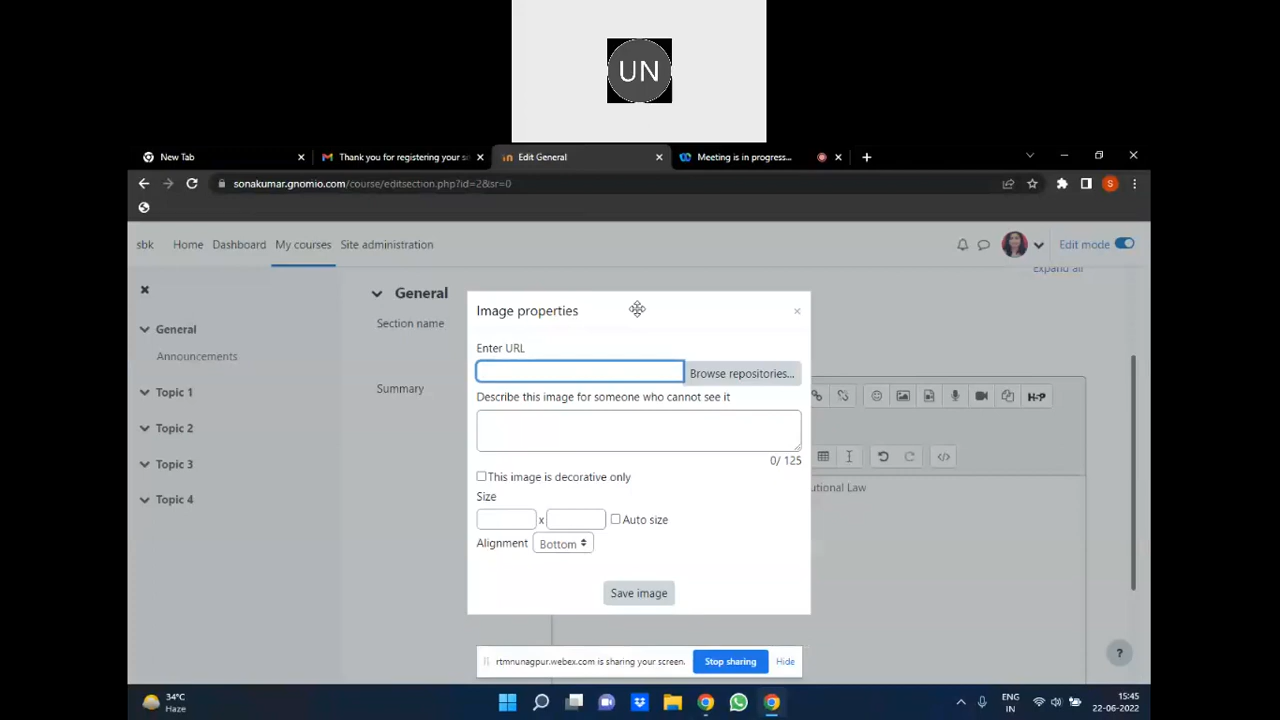 UN
New Tab
Thank you for registering your s
Edit General
Meeting is in progress...
sonakumar.gnomio.com/course/editsection.php?id=2&sr=0
S
sbk
Home
Dashboard
My courses
Site administration
Edit mode
Expand all
General
General
Announcements
Topic 1
Topic 2
Topic 3
Topic 4
Section name
Summary
Image properties
Enter URL
Browse repositories...
Describe this image for someone who cannot see it
0/ 125
This image is decorative only
Size
x
Auto size
Alignment
Bottom
Save image
H-P
utional Law
rtmnunagpur.webex.com is sharing your screen.
Stop sharing
Hide
?
34°C
Haze
ENG
IN
15:45
22-06-2022